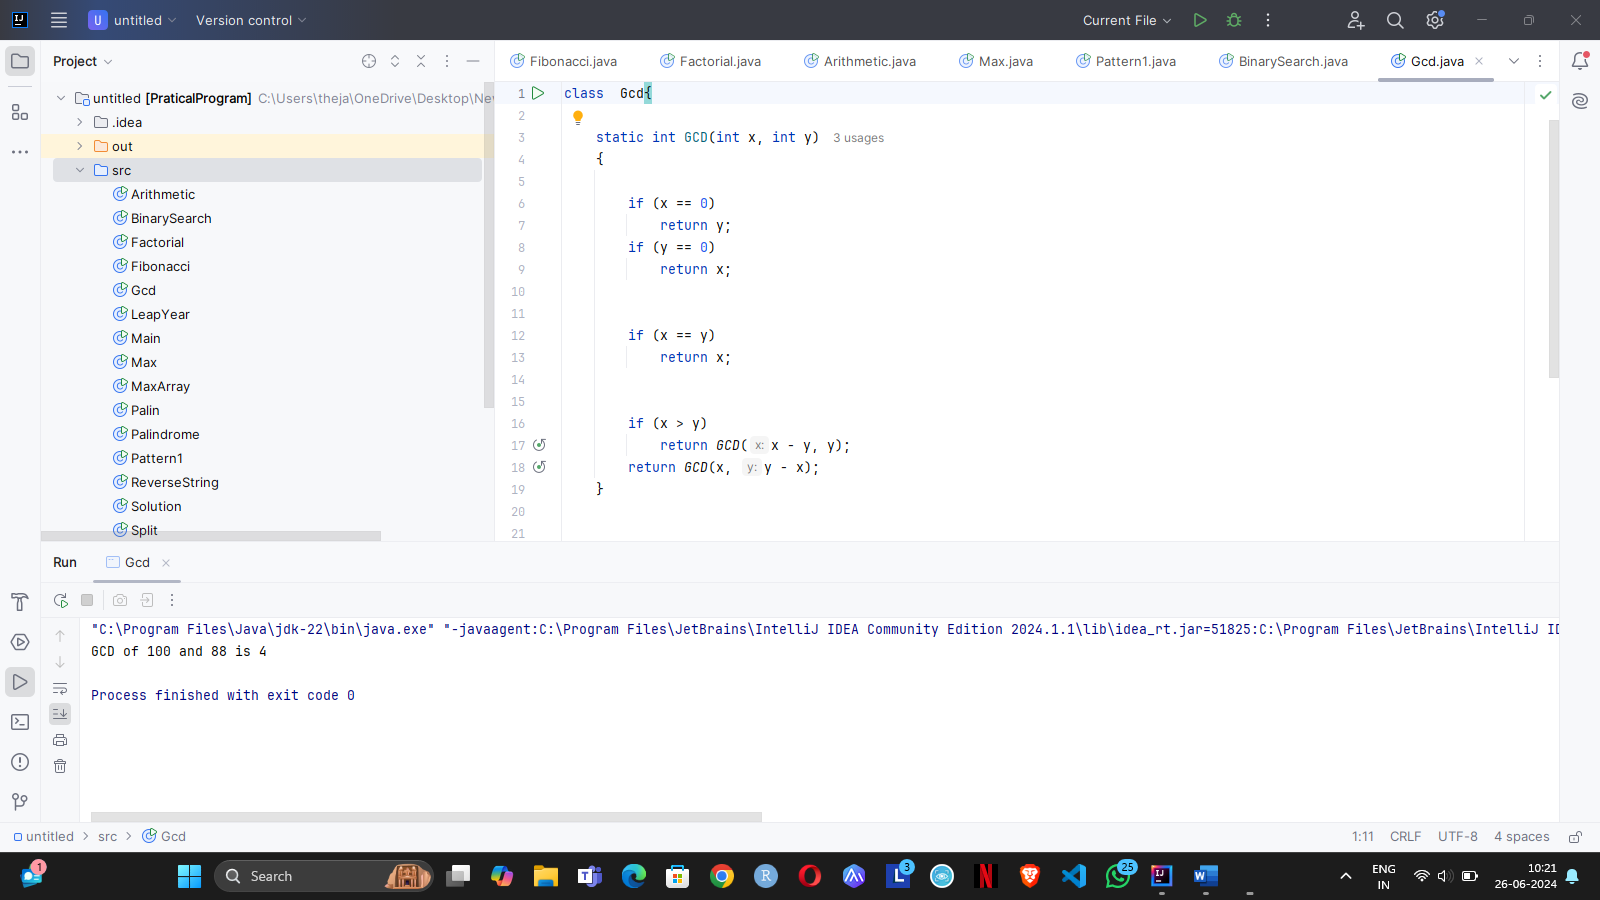 untitled
Version control
Current File
Project
Fibonacci.java
Factorial.java
Arithmetic.java
Max.java
Pattern1.java
BinarySearch.java
Gcd.java
untitled [PraticalProgram] C:\Users\theja\OneDrive\Desktop\Ne
.idea
out
src
Arithmetic
BinarySearch
Factorial
Fibonacci
Gcd
LeapYear
Main
Max
MaxArray
Palin
Palindrome
Pattern1
ReverseString
Solution
Split
1 class  Gcd{
2
3 static int GCD(int x, int y) 3 usages
4 {
5
6 if (x == 0)
7 return y;
8 if (y == 0)
9 return x;
10
11
12 if (x == y)
13 return x;
14
15
16 if (x > y)
17 return GCD( x: x - y, y);
18 return GCD(x, y: y - x);
19 }
20
21
Run
Gcd
"C:\Program Files\Java\jdk-22\bin\java.exe" "-javaagent:C:\Program Files\JetBrains\IntelliJ IDEA Community Edition 2024.1.1\lib\idea_rt.jar=51825:C:\Program Files\JetBrains\IntelliJ ID
GCD of 100 and 88 is 4
Process finished with exit code 0
untitled > src > Gcd
1:11 CRLF UTF-8 4 spaces
1
Search
3
25
ENG
IN
10:21
26-06-2024